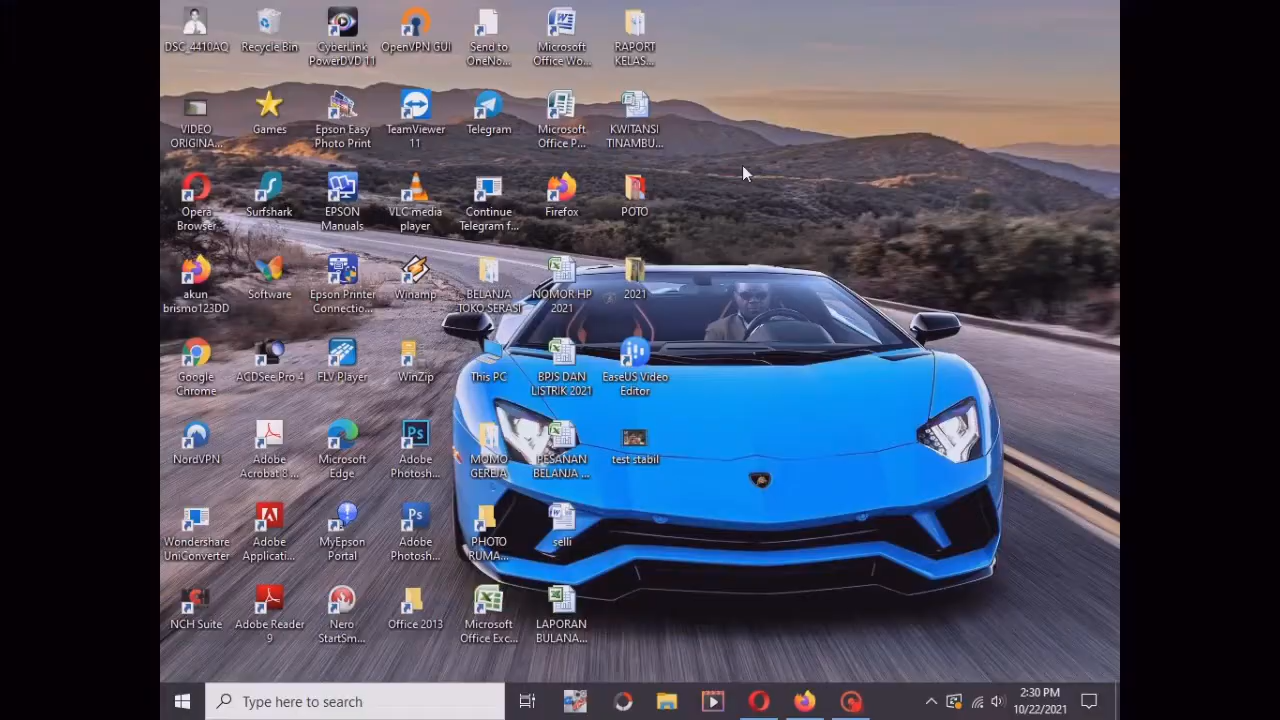 DSC_4410AQ
Recycle Bin
CyberLink
PowerDVD 11
OpenVPN GUI
Send to
OneNo...
Microsoft
Office Wo...
RAPORT
KELAS...
VIDEO
ORIGINA...
Games
Epson Easy
Photo Print
TeamViewer
11
Telegram
Microsoft
Office P...
KWITANSI
TINAMBU...
Opera
Browser
Surfshark
EPSON
Manuals
VLC media
player
Continue
Telegram f...
Firefox
POTO
akun
brismo123DD
Software
Epson Printer
Connectio...
Winamp
BELANJA
TOKO SERASI
NOMOR HP
2021
2021
Google
Chrome
ACDSee Pro 4
FLV Player
WinZip
This PC
BPJS DAN
LISTRIK 2021
EaseUS Video
Editor
NordVPN
Adobe
Acrobat 8 ...
Microsoft
Edge
Ps
Adobe
Photosh...
MOMO
GEREJA
PESANAN
BELANJA ...
test stabil
Wondershare
UniConverter
Adobe
Applicati...
MyEpson
Portal
Ps
Adobe
Photosh...
PHOTO
RUMA...
selli
NCH Suite
Adobe Reader
9
Nero
StartSm...
Office 2013
Microsoft
Office Exc...
LAPORAN
BULANA...
Type here to search
2:30 PM
10/22/2021